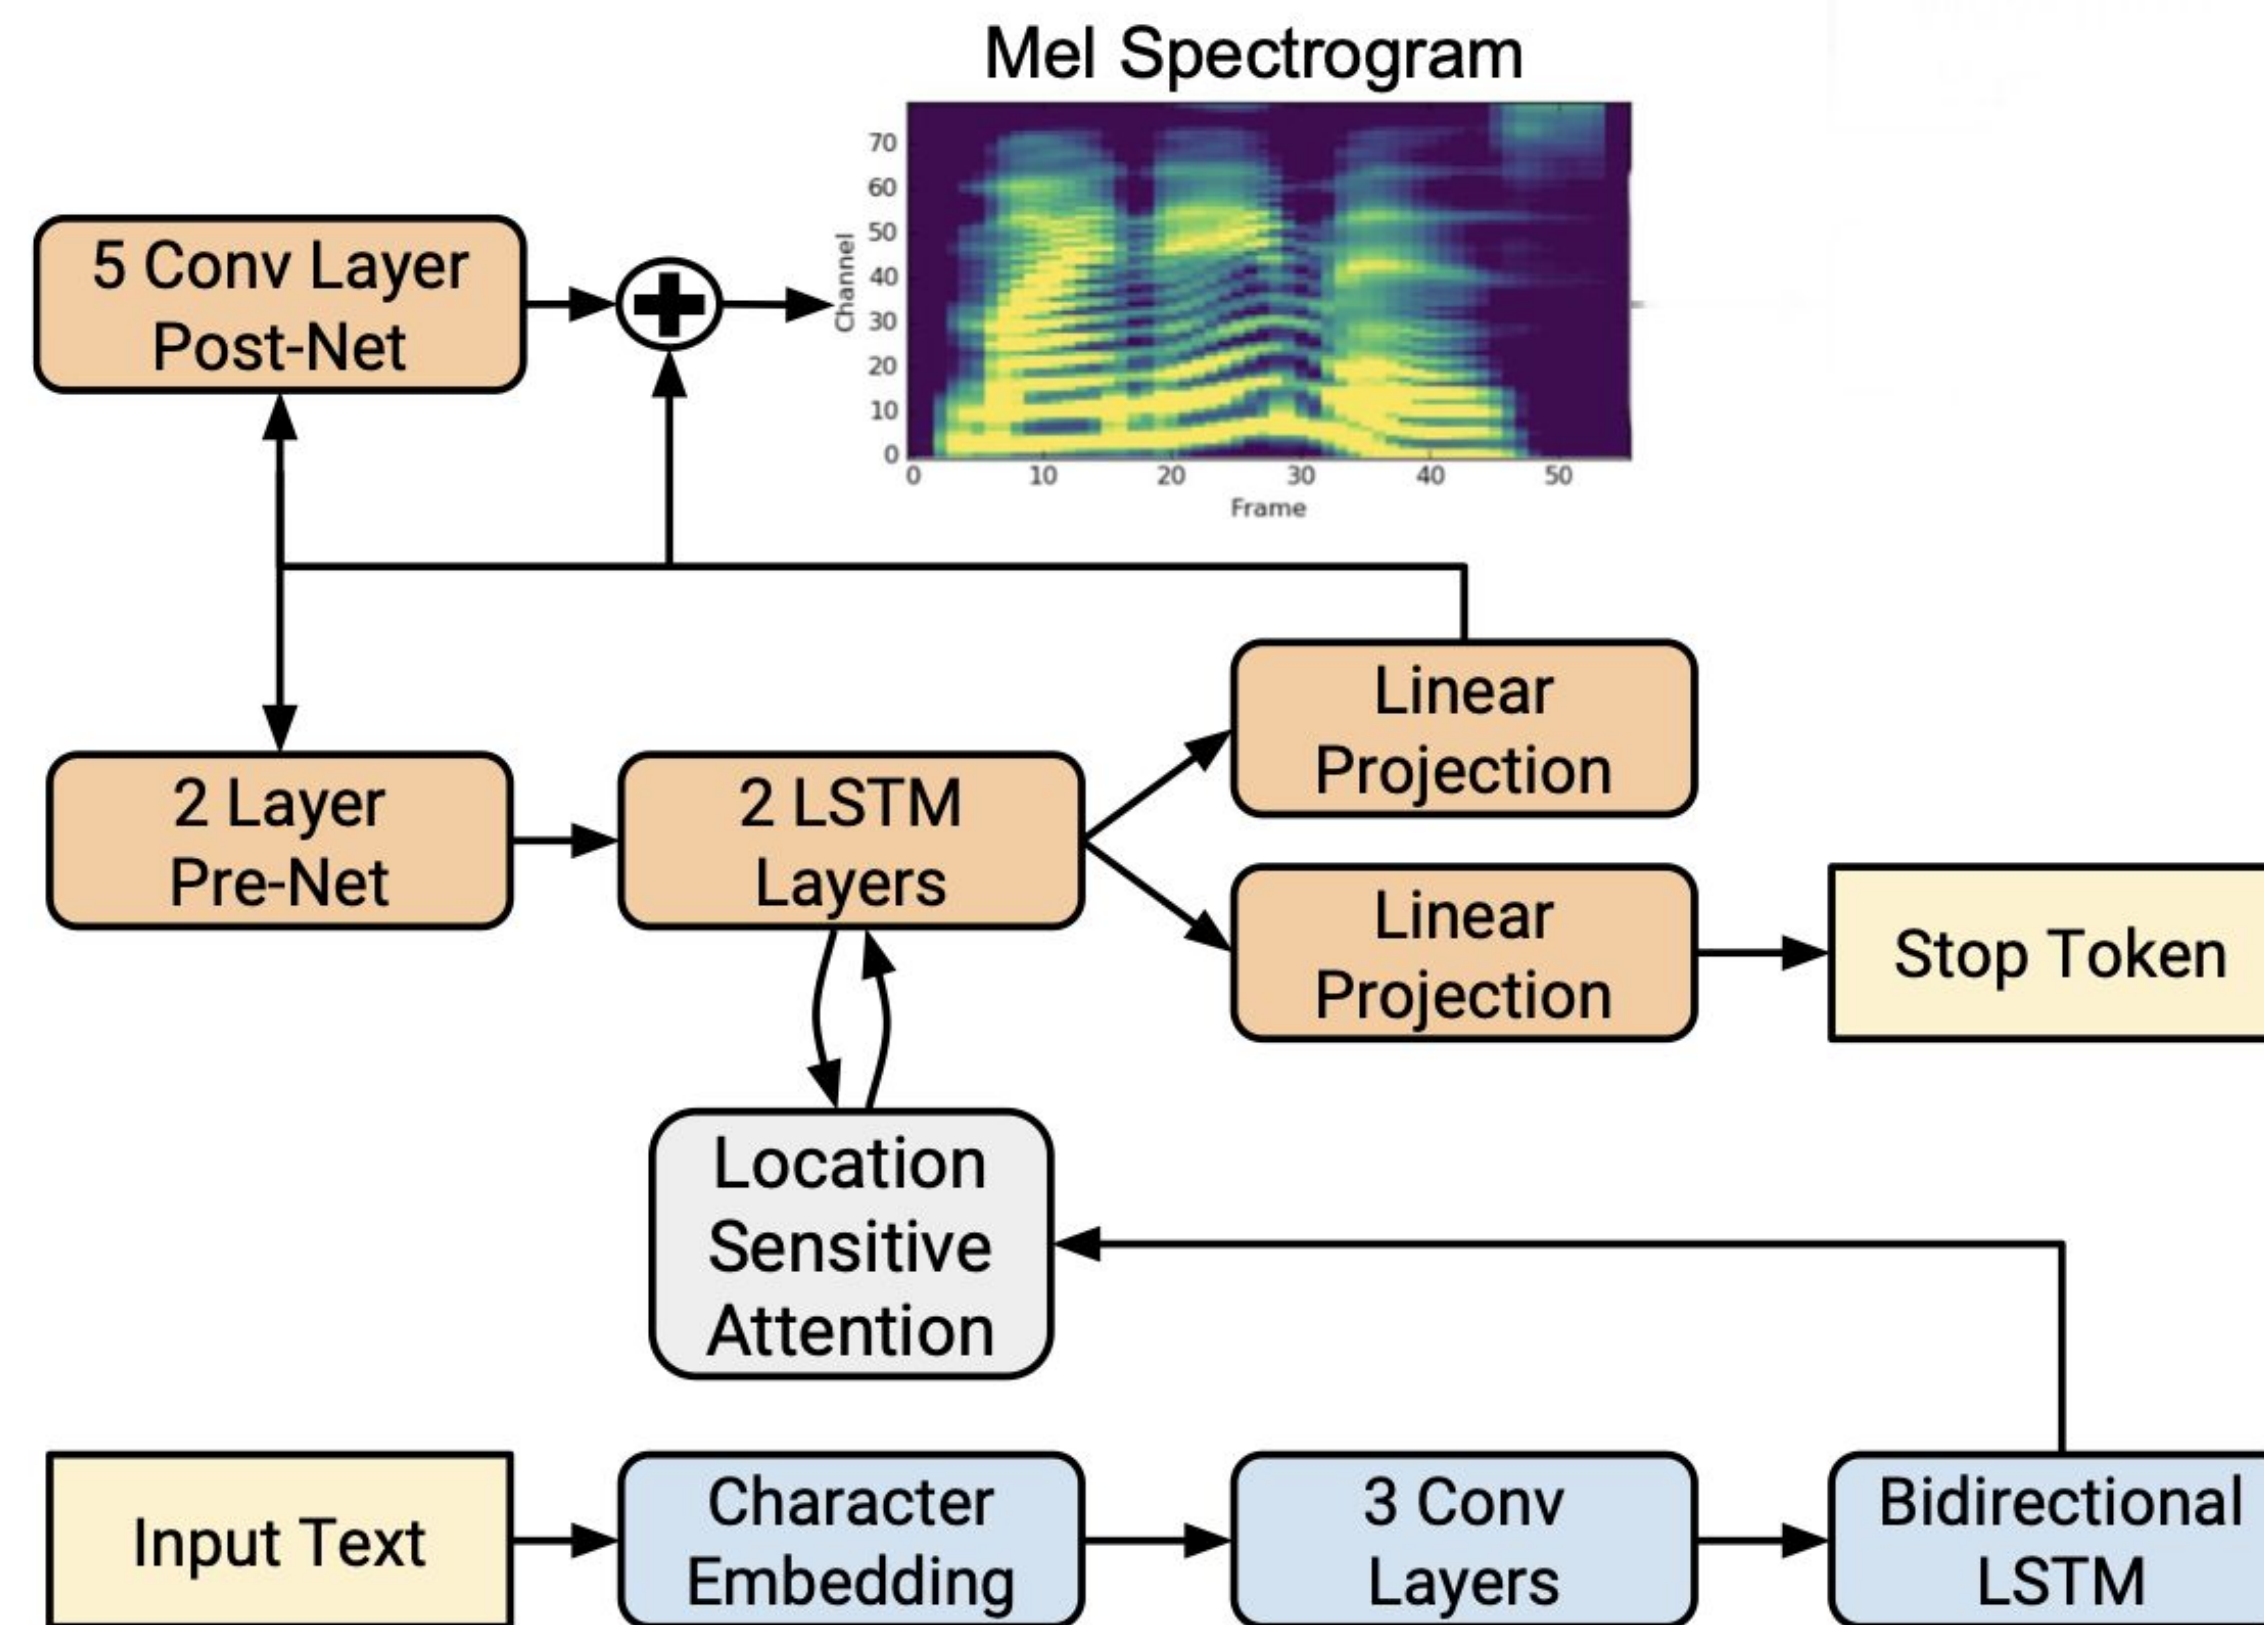 Mel Spectrogram
70
60
50
40
30
20
10
0
Channel
0 10 20 30 40 50
Frame
5 Conv Layer
Post-Net
2 Layer
Pre-Net
2 LSTM
Layers
Linear
Projection
Linear
Projection
Stop Token
Location
Sensitive
Attention
Input Text
Character
Embedding
3 Conv
Layers
Bidirectional
LSTM